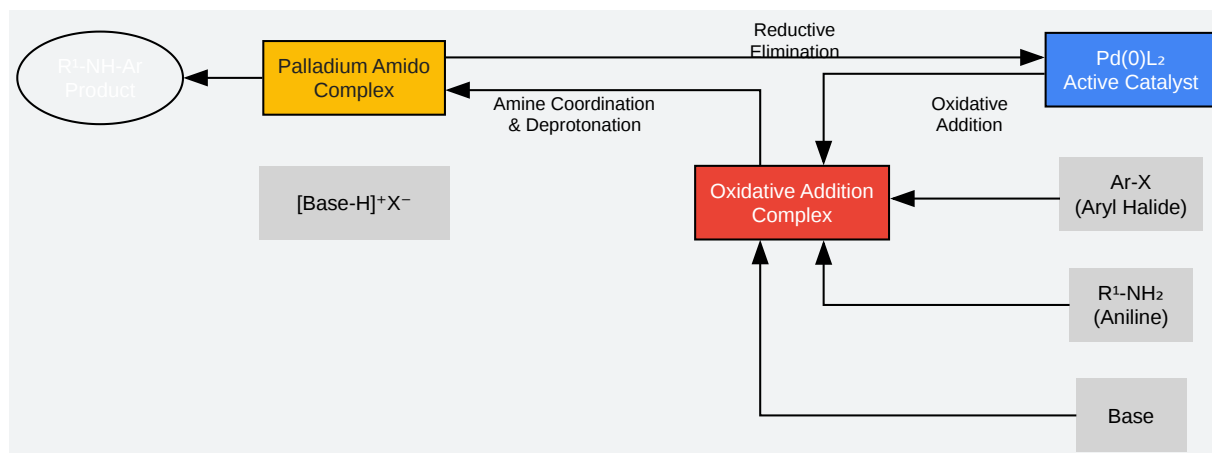 Reductive
Elimination
R¹-NH-Ar
Product
Palladium Amido
Complex
Pd(0)L₂
Active Catalyst
Amine Coordination
& Deprotonation
Oxidative
Addition
[Base-H]⁺X⁻
Oxidative Addition
Complex
Ar-X
(Aryl Halide)
R¹-NH₂
(Aniline)
Base